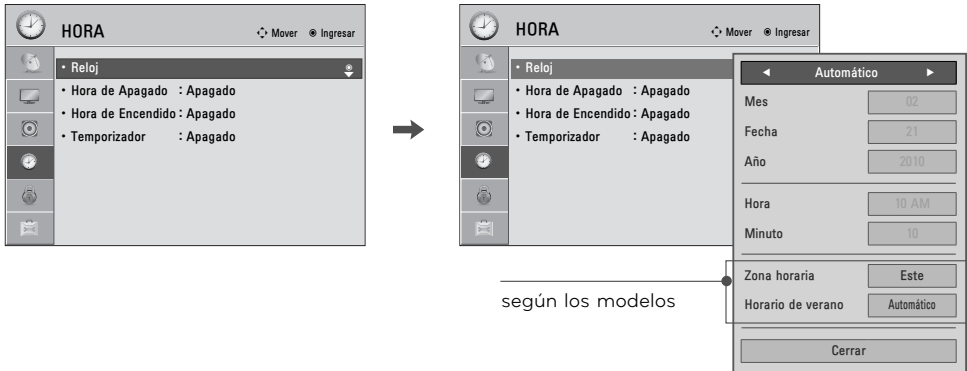 HORA
Mover Ingresar
• Reloj
• Hora de Apagado : Apagado
• Hora de Encendido : Apagado
• Temporizador : Apagado
HORA
Mover Ingresar
• Reloj
• Hora de Apagado : Apagado
• Hora de Encendido : Apagado
• Temporizador : Apagado
Automático
Mes 02
Fecha 21
Año 2010
Hora 10 AM
Minuto 10
Zona horaria Este
Horario de verano Automático
Cerrar
según los modelos